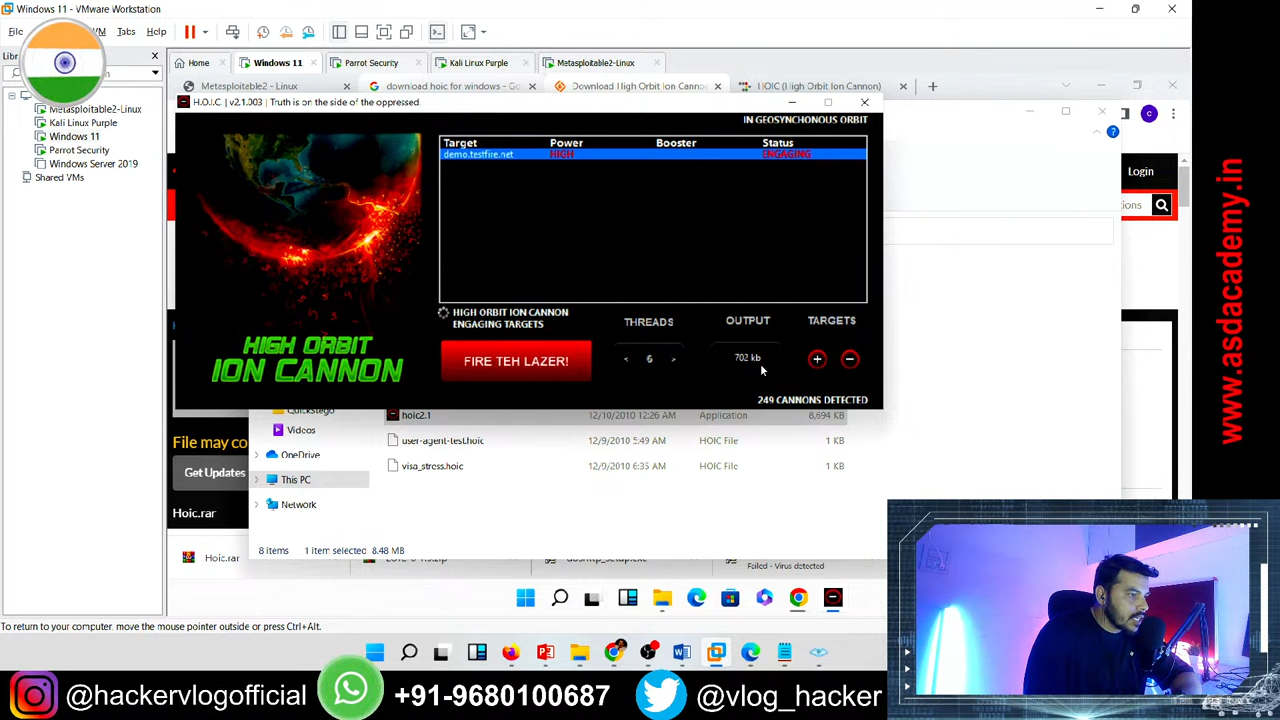 Windows 11 - VMware Workstation
VM Tabs Help
Home
Windows 11
Parrot Security
Kali Linux Purple
Metasploitable2-Linux
Metasploitable2 - Linux
download hoic for windows - Go
Download High Orbit Ion Cannon
HOIC (High Orbit Ion Cannon)
Metasploitable2-Linux
Kali Linux Purple
Windows 11
Parrot Security
Windows Server 2019
Shared VMs
H.O.I.C. | v2.1.003 | Truth is on the side of the oppressed.
IN GEOSYNCHONOUS ORBIT
Target Power Booster Status
demo.testfire.net HIGH ENGAGING
HIGH ORBIT
ION CANNON
HIGH ORBIT ION CANNON
ENGAGING TARGETS
FIRE TEH LAZER!
THREADS
< 6 >
OUTPUT
702 kb
TARGETS
+ −
249 CANNONS DETECTED
Login
C
QuickStego
Videos
OneDrive
This PC
Network
hoic2.1 12/10/2010 12:26 AM Application 8,694 KB
user-agent-test.hoic 12/9/2010 5:49 AM HOIC File 1 KB
visa_stress.hoic 12/9/2010 6:35 AM HOIC File 1 KB
File may co
Get Updates
Hoic.rar
8 items 1 item selected 8.48 MB
Hoic.rar
Failed - Virus detected
To return to your computer, move the mouse pointer outside or press Ctrl+Alt.
www.asdacademy.in
@hackervlogofficial
+91-9680100687
@vlog_hacker